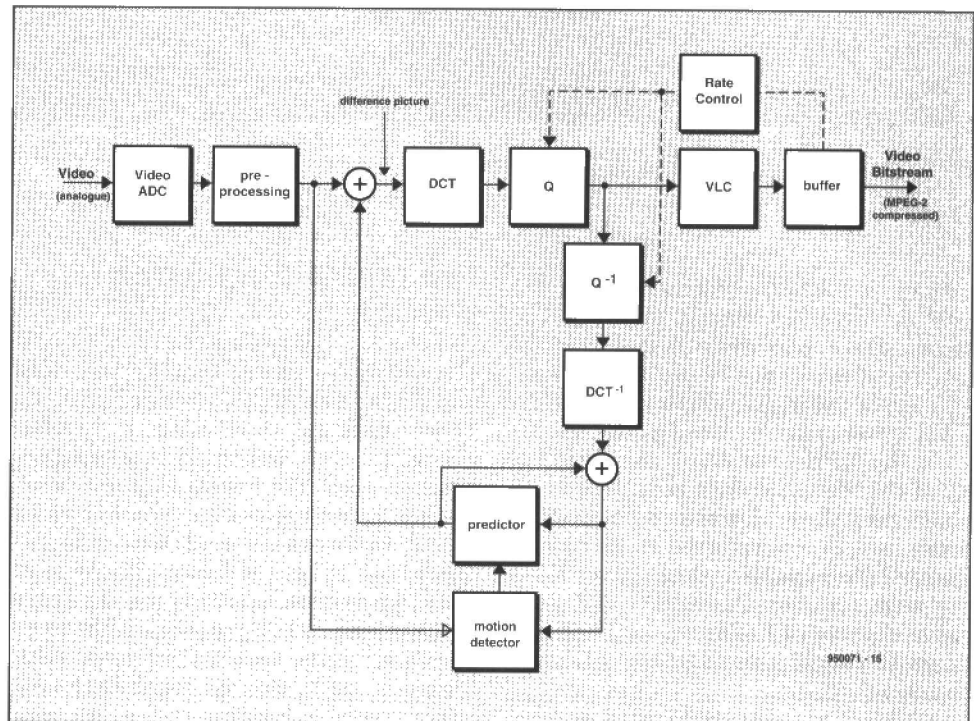 Rate
Control
difference picture
Video
(analogue)
Video
ADC
pre -
processing
+
DCT
Q
VLC
buffer
Video
Bitstream
(MPEG-2
compressed)
Q -1
DCT -1
+
predictor
motion
detector
950071 - 15